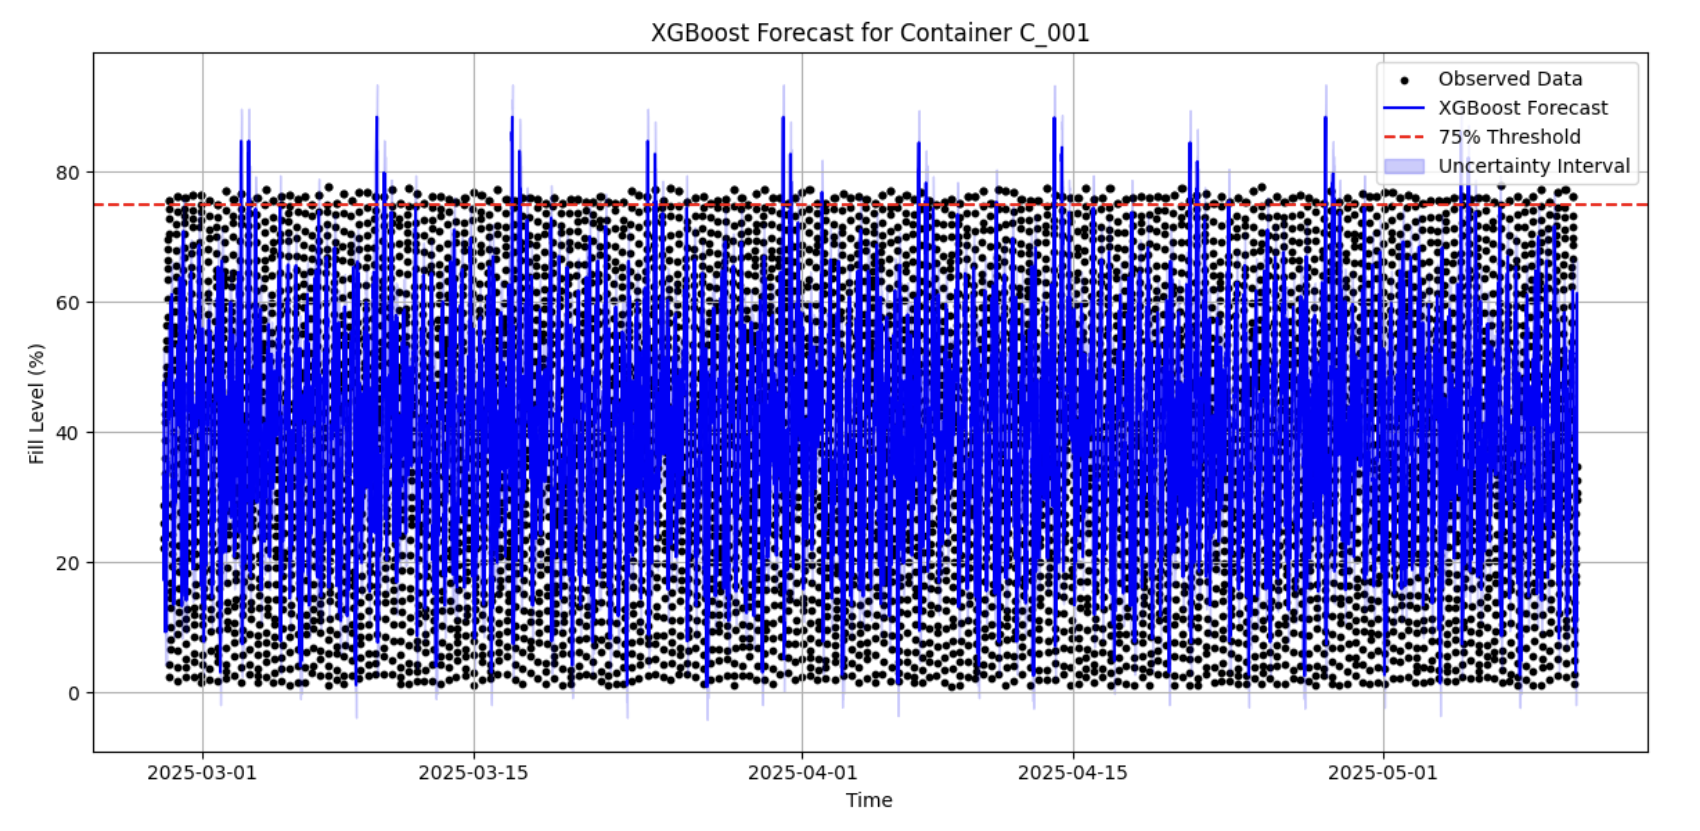 XGBoost Forecast for Container C_001
Observed Data
XGBoost Forecast
75% Threshold
Uncertainty Interval
Fill Level (%)
80
60
40
20
0
2025-03-01
2025-03-15
2025-04-01
2025-04-15
2025-05-01
Time